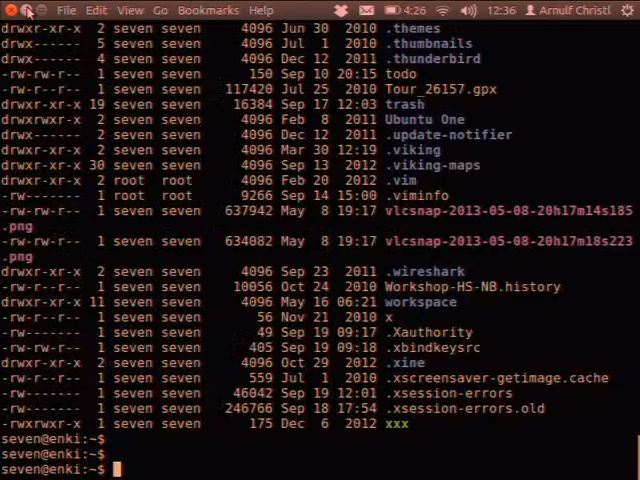 File Edit View Go Bookmarks Help 4:26 12:36 Arnulf Christl
drwxr-xr-x 2 seven seven 4096 Jun 30 2010 .themes
drwx------ 5 seven seven 4096 Jul 1 2010 .thumbnails
drwx------ 4 seven seven 4096 Dec 12 2011 .thunderbird
-rw-rw-r-- 1 seven seven 150 Sep 10 20:15 todo
-rw-r--r-- 1 seven seven 117420 Jul 25 2010 Tour_26157.gpx
drwxr-xr-x 19 seven seven 16384 Sep 17 12:03 trash
drwxrwxr-x 2 seven seven 4096 Feb 8 2011 Ubuntu One
drwx------ 2 seven seven 4096 Dec 12 2011 .update-notifier
drwxr-xr-x 2 seven seven 4096 Mar 30 12:19 .viking
drwxr-xr-x 30 seven seven 4096 Sep 13 2012 .viking-maps
drwxr-xr-x 2 root root 4096 Feb 20 2012 .vim
-rw------- 1 root root 9266 Sep 14 15:00 .viminfo
-rw-rw-r-- 1 seven seven 637942 May 8 19:17 vlcsnap-2013-05-08-20h17m14s185
.png
-rw-rw-r-- 1 seven seven 634082 May 8 19:17 vlcsnap-2013-05-08-20h17m18s223
.png
drwxr-xr-x 2 seven seven 4096 Sep 23 2011 .wireshark
-rw-r--r-- 1 seven seven 10056 Oct 24 2010 Workshop-HS-NB.history
drwxr-xr-x 11 seven seven 4096 May 16 06:21 workspace
-rw-r--r-- 1 seven seven 56 Nov 21 2010 x
-rw------- 1 seven seven 49 Sep 19 09:17 .Xauthority
-rw-r--r-- 1 seven seven 405 Sep 19 09:18 .xbindkeysrc
drwxr-xr-x 2 seven seven 4096 Oct 29 2012 .xine
-rw-r--r-- 1 seven seven 559 Jul 1 2010 .xscreensaver-getimage.cache
-rw------- 1 seven seven 46042 Sep 19 12:01 .xsession-errors
-rw------- 1 seven seven 246766 Sep 18 17:54 .xsession-errors.old
-rwxrwxr-x 1 seven seven 175 Dec 6 2012 xxx
seven@enki:~$
seven@enki:~$
seven@enki:~$